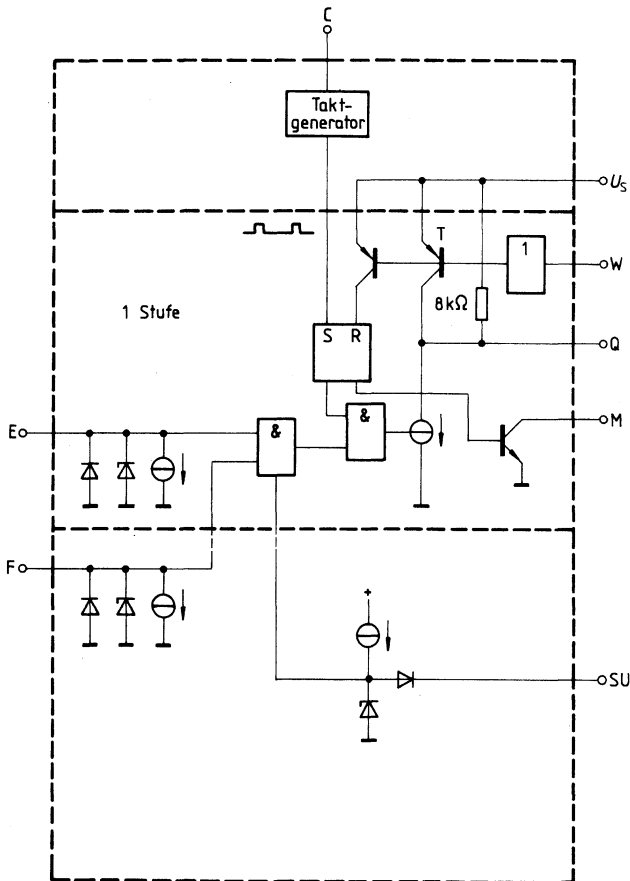 C
Takt-
generator
U_S
T
1
W
1 Stufe
8kΩ
S R
Q
&
M
E
&
F
+
SU